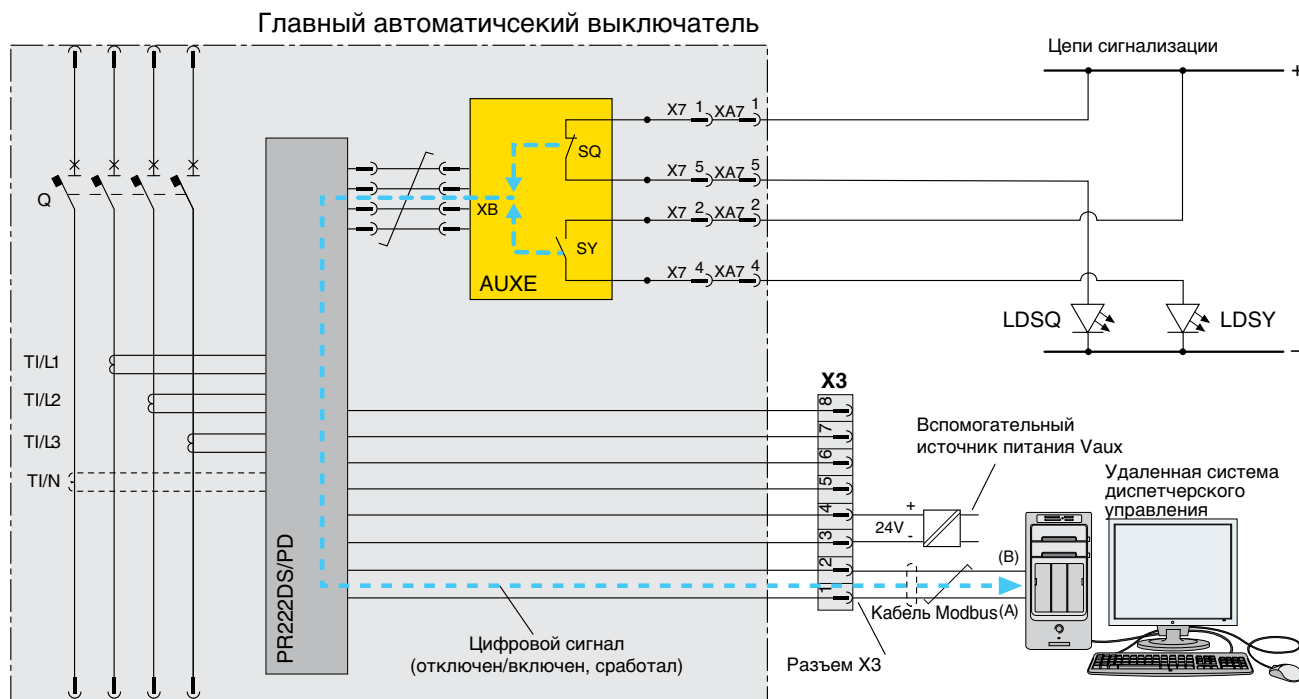 Главный автоматичсекий выключатель
Цепи сигнализации
+
X7 1 XA7 1
SQ
X7 5 XA7 5
Q
XB
X7 2 XA7 2
SY
X7 4 XA7 4
AUXE
LDSQ
LDSY
−
TI/L1
TI/L2
TI/L3
TI/N
PR222DS/PD
X3
8
7
6
5
4
3
2
1
Вспомогательный
источник питания Vaux
+
24V
-
Удаленная система
диспетчерского
управления
(B)
(A)
Кабель Modbus
Цифровой сигнал
(отключен/включен, сработал)
Разъем X3